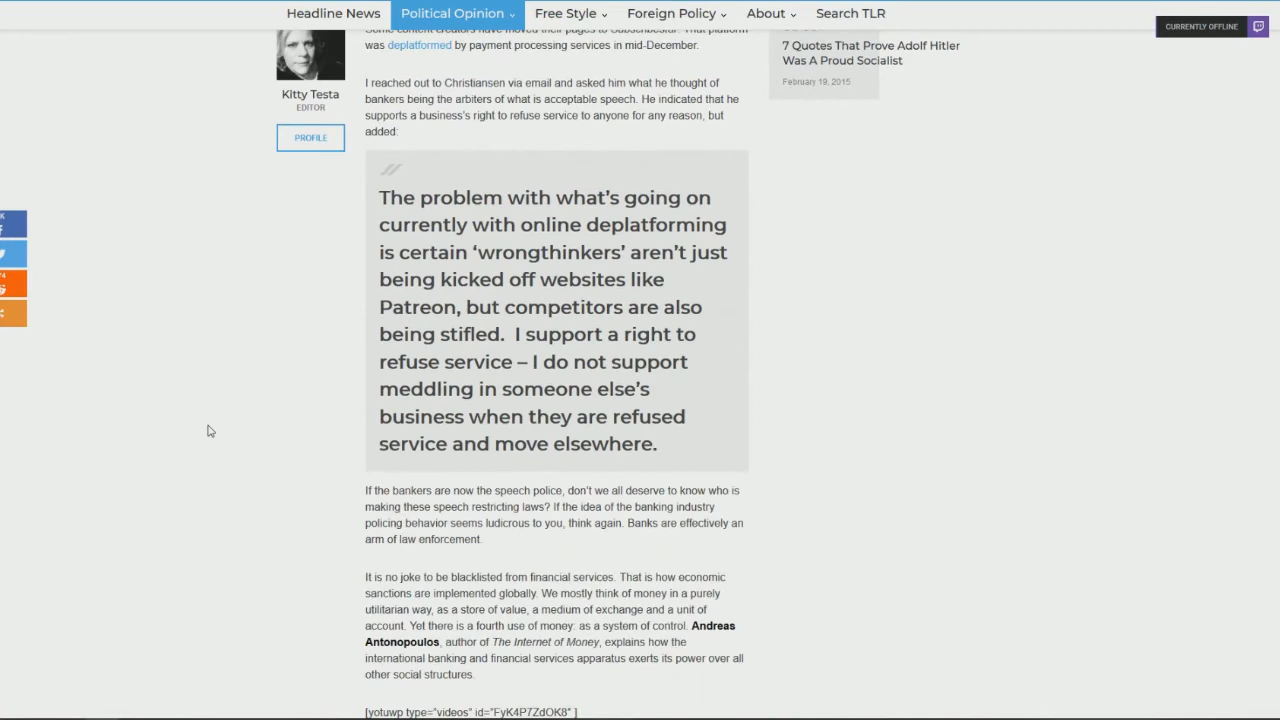 Headline News Political Opinion Free Style Foreign Policy About Search TLR
CURRENTLY OFFLINE
Some content creators have moved their pages to Subscribestar. That platform
was deplatformed by payment processing services in mid-December.
7 Quotes That Prove Adolf Hitler
Was A Proud Socialist
February 19, 2015
Kitty Testa
EDITOR
PROFILE
I reached out to Christiansen via email and asked him what he thought of
bankers being the arbiters of what is acceptable speech. He indicated that he
supports a business's right to refuse service to anyone for any reason, but
added:
The problem with what's going on
currently with online deplatforming
is certain 'wrongthinkers' aren't just
being kicked off websites like
Patreon, but competitors are also
being stifled. I support a right to
refuse service – I do not support
meddling in someone else's
business when they are refused
service and move elsewhere.
If the bankers are now the speech police, don't we all deserve to know who is
making these speech restricting laws? If the idea of the banking industry
policing behavior seems ludicrous to you, think again. Banks are effectively an
arm of law enforcement.
It is no joke to be blacklisted from financial services. That is how economic
sanctions are implemented globally. We mostly think of money in a purely
utilitarian way, as a store of value, a medium of exchange and a unit of
account. Yet there is a fourth use of money: as a system of control. Andreas
Antonopoulos, author of The Internet of Money, explains how the
international banking and financial services apparatus exerts its power over all
other social structures.
[yotuwp type="videos" id="FyK4P7ZdOK8" ]